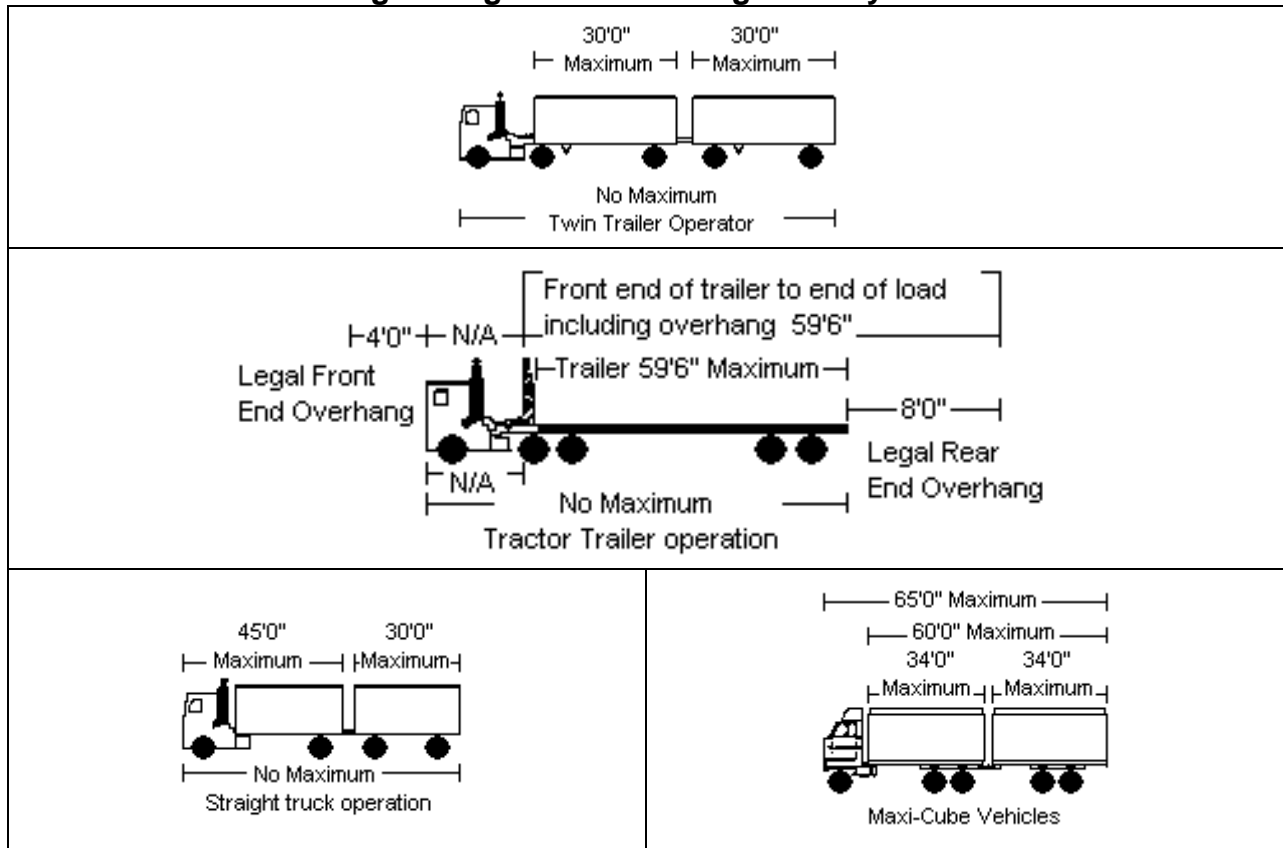 30'0" 30'0"
Maximum Maximum
No Maximum
Twin Trailer Operator
Front end of trailer to end of load
including overhang 59'6"
4'0" N/A
Trailer 59'6" Maximum
Legal Front
End Overhang
8'0"
Legal Rear
End Overhang
N/A
No Maximum
Tractor Trailer operation
45'0" 30'0"
Maximum Maximum
No Maximum
Straight truck operation
65'0" Maximum
60'0" Maximum
34'0" 34'0"
Maximum Maximum
Maxi-Cube Vehicles